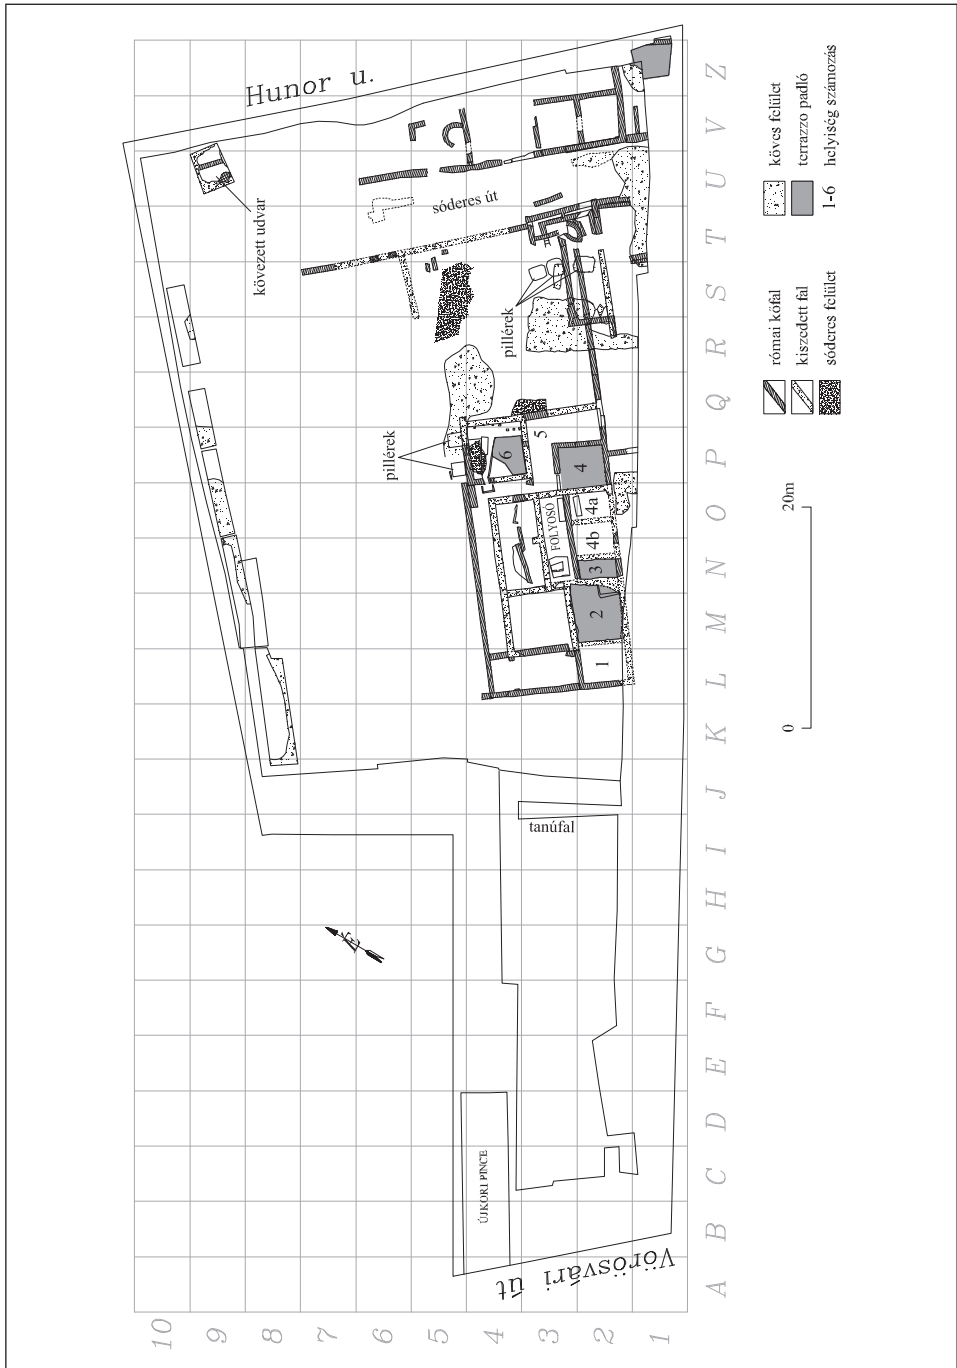 Hunor u.
kövezett udvar
sóderes út
pillérek
pillérek
FOLYOSÓ
1
2
3
4b
4a
4
5
6
tanúfal
ÚJKORI PINCE
Vörösvári út
É
10
9
8
7
6
5
4
3
2
1
A B C D E F G H I J K L M N O P Q R S T U V Z
0 20m
római kőfal
kiszedett fal
sóderes felület
köves felület
terrazzo padló
1-6 helyiség számozás